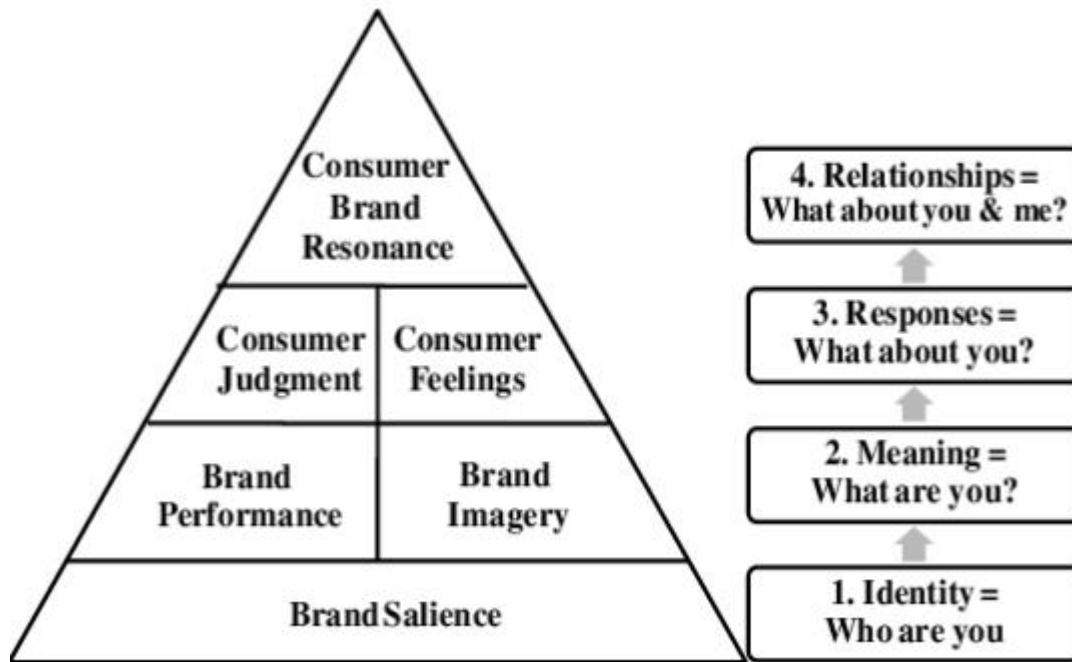 Consumer
Brand
Resonance
Consumer
Judgment
Consumer
Feelings
Brand
Performance
Brand
Imagery
Brand Salience
4. Relationships =
What about you & me?
3. Responses =
What about you?
2. Meaning =
What are you?
1. Identity =
Who are you